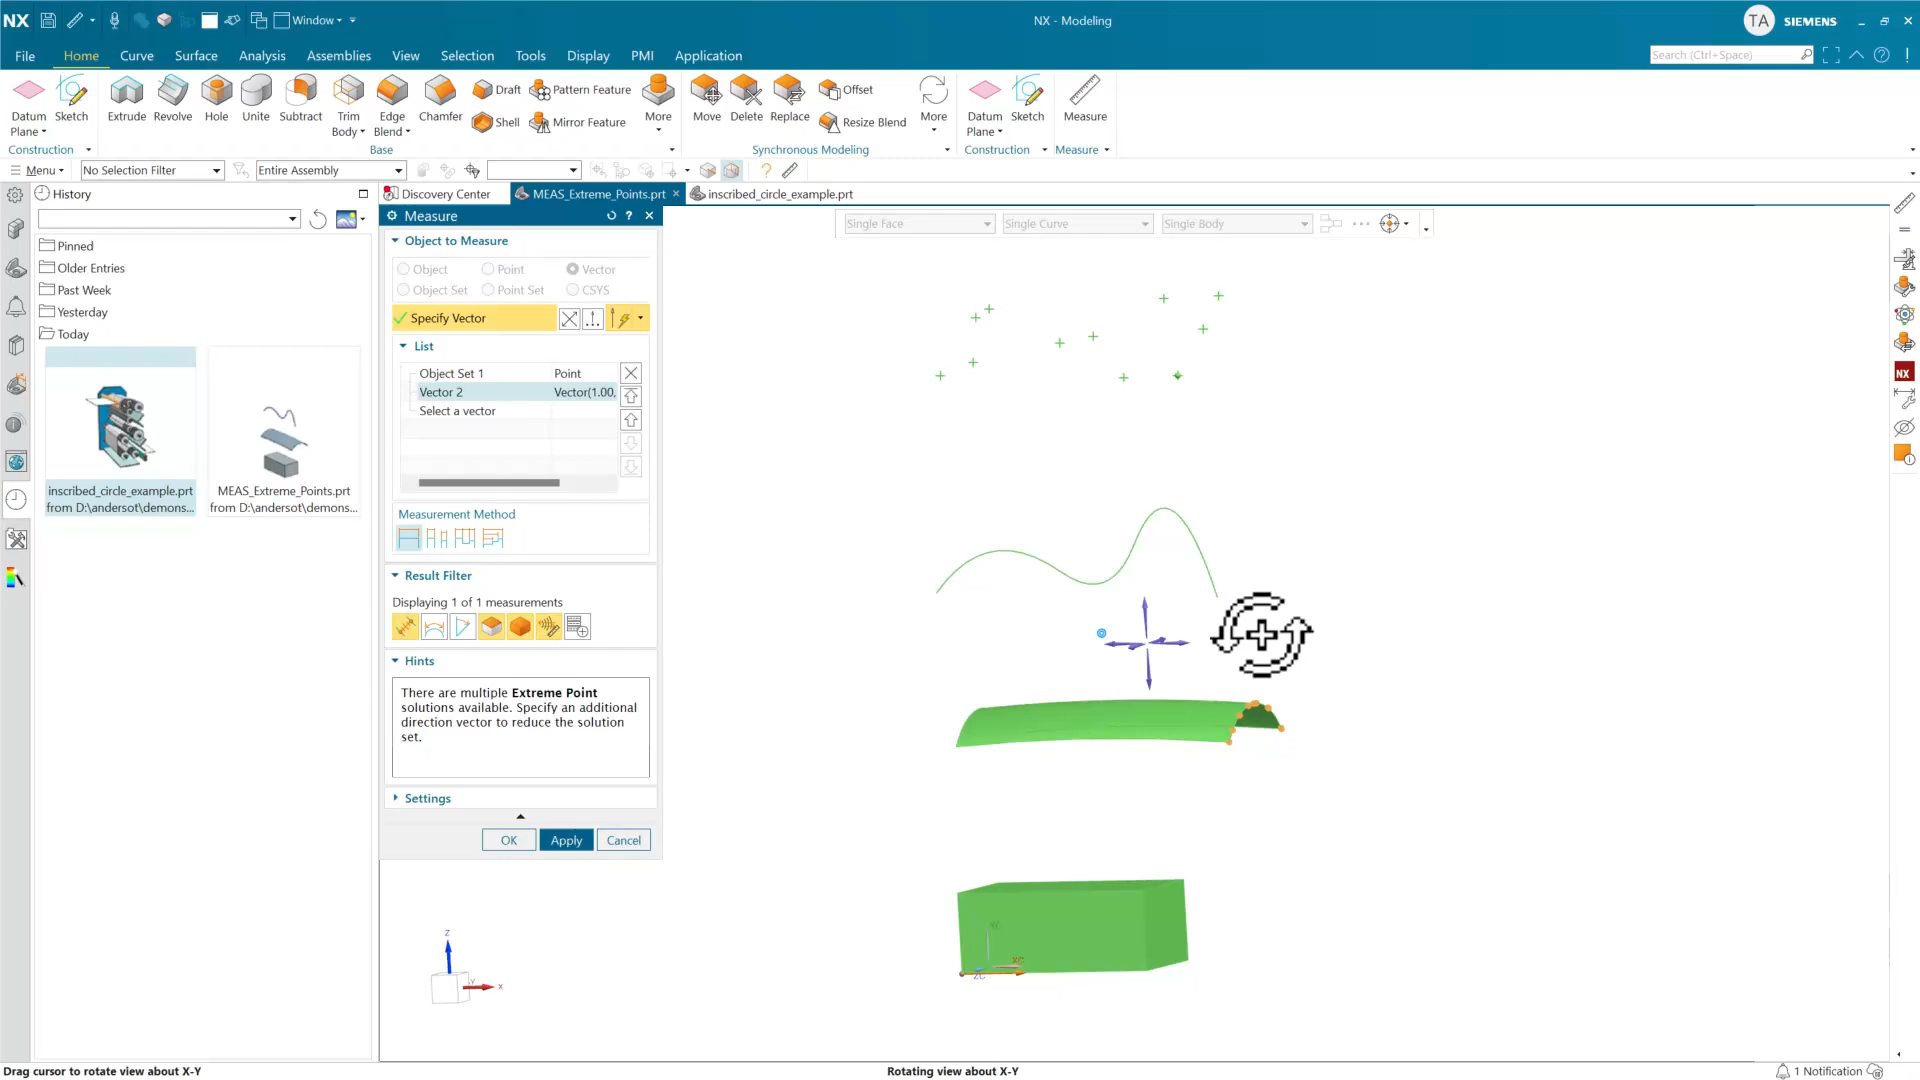 NX
Window
NX - Modeling
TA
SIEMENS
File
Home
Curve
Surface
Analysis
Assemblies
View
Selection
Tools
Display
PMI
Application
Search (Ctrl+Space)
Datum Plane
Sketch
Extrude
Revolve
Hole
Unite
Subtract
Trim Body
Edge Blend
Chamfer
Draft
Shell
Pattern Feature
Mirror Feature
More
Move
Delete
Replace
Offset
Resize Blend
More
Datum Plane
Sketch
Measure
Construction
Base
Synchronous Modeling
Construction
Measure
Menu
No Selection Filter
Entire Assembly
History
Discovery Center
MEAS_Extreme_Points.prt
inscribed_circle_example.prt
Pinned
Older Entries
Past Week
Yesterday
Today
inscribed_circle_example.prt
from D:\andersot\demons...
MEAS_Extreme_Points.prt
from D:\andersot\demons...
Measure
Object to Measure
Object
Point
Vector
Object Set
Point Set
CSYS
Specify Vector
List
Object Set 1
Point
Vector 2
Vector(1.00,
Select a vector
Measurement Method
Result Filter
Displaying 1 of 1 measurements
Hints
There are multiple Extreme Point
solutions available. Specify an additional
direction vector to reduce the solution
set.
Settings
OK
Apply
Cancel
Single Face
Single Curve
Single Body
NX
YC
XC
ZC
Z
Y
X
Drag cursor to rotate view about X-Y
Rotating view about X-Y
1 Notification